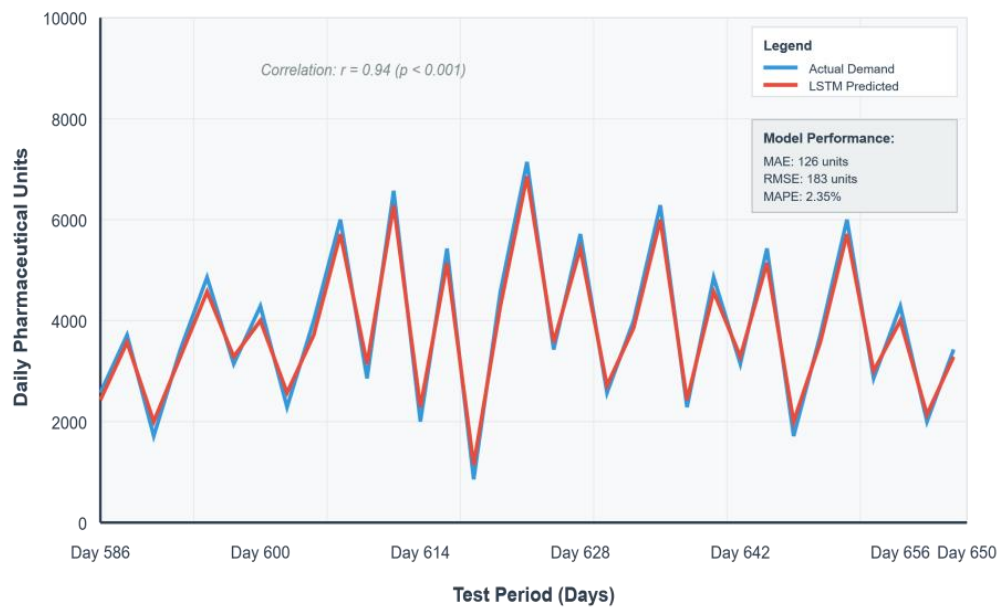 10000
Correlation: r = 0.94 (p < 0.001)
Legend
Actual Demand
LSTM Predicted
8000
Model Performance:
MAE: 126 units
RMSE: 183 units
MAPE: 2.35%
6000
4000
2000
0
Daily Pharmaceutical Units
Day 586 Day 600 Day 614 Day 628 Day 642 Day 656 Day 650
Test Period (Days)